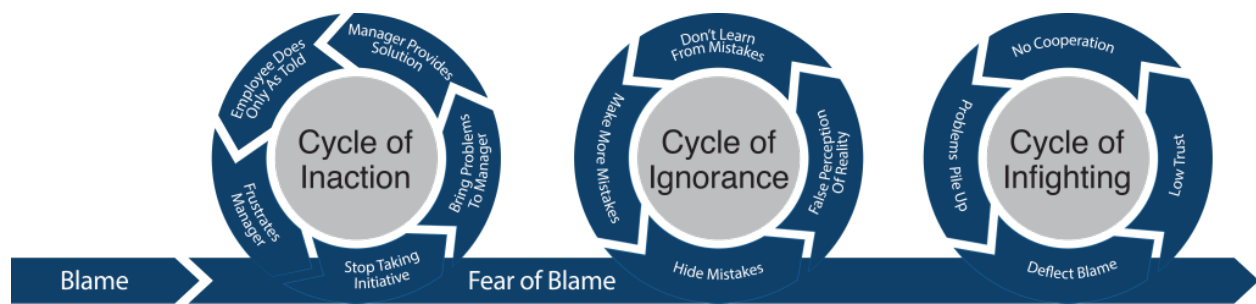 Cycle of
Inaction
Manager Provides
Solution
Employee Does
Only As Told
Frustrates
Manager
Stop Taking
Initiative
Bring Problems
To Manager
Cycle of
Ignorance
Don't Learn
From Mistakes
Make More Mistakes
Hide Mistakes
False Perception
Of Reality
Cycle of
Infighting
No Cooperation
Problems Pile Up
Deflect Blame
Low Trust
Blame
Fear of Blame